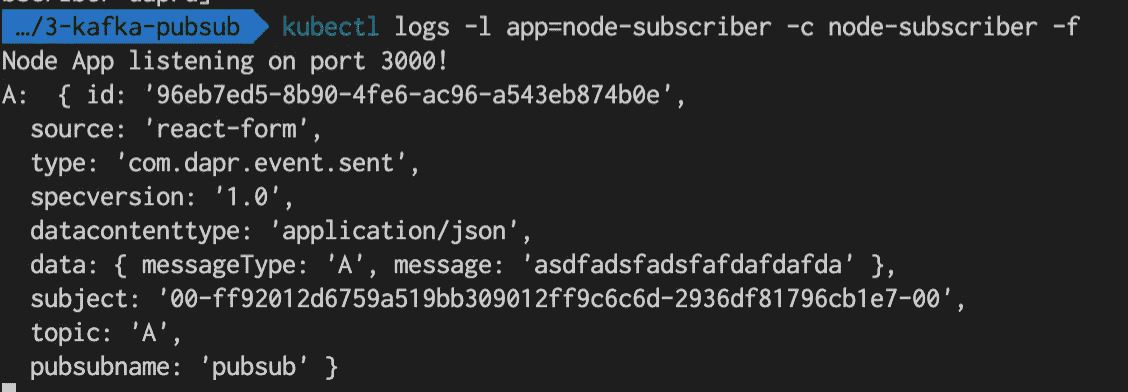 …/3-kafka-pubsub kubectl logs -l app=node-subscriber -c node-subscriber -f
Node App listening on port 3000!
A:  { id: '96eb7ed5-8b90-4fe6-ac96-a543eb874b0e',
  source: 'react-form',
  type: 'com.dapr.event.sent',
  specversion: '1.0',
  datacontenttype: 'application/json',
  data: { messageType: 'A', message: 'asdfadsfadsfafdafdafda' },
  subject: '00-ff92012d6759a519bb309012ff9c6c6d-2936df81796cb1e7-00',
  topic: 'A',
  pubsubname: 'pubsub' }